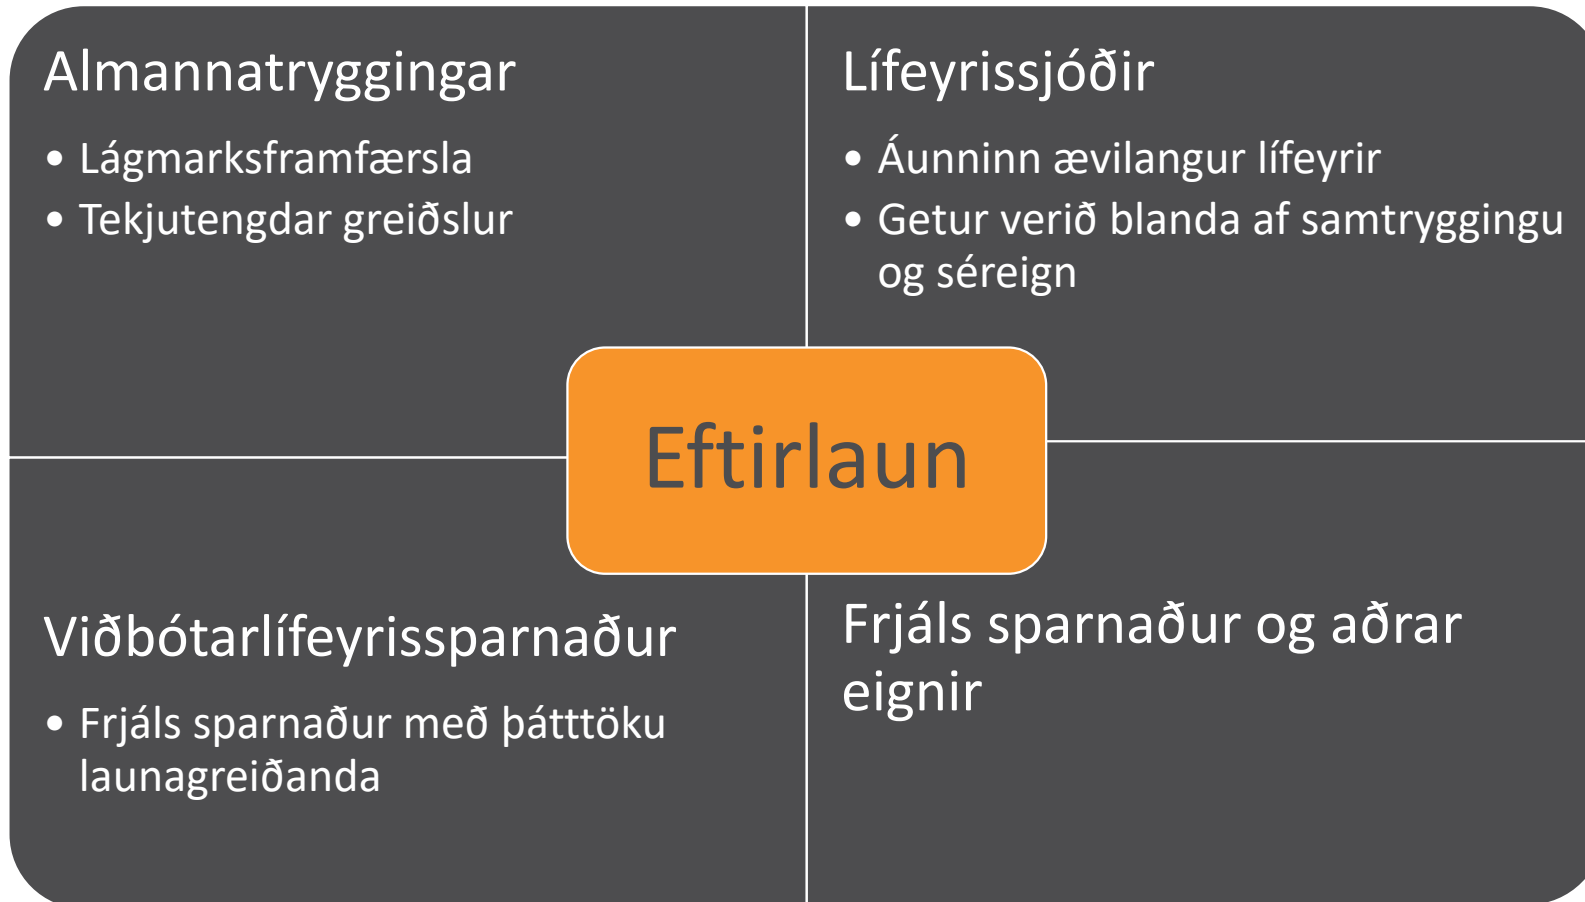 Almannatryggingar
• Lágmarksframfærsla
• Tekjutengdar greiðslur
Lífeyrissjóðir
• Áunninn ævilangur lífeyrir
• Getur verið blanda af samtryggingu
og séreign
Eftirlaun
Viðbótarlífeyrissparnaður
• Frjáls sparnaður með þátttöku
launagreiðanda
Frjáls sparnaður og aðrar
eignir